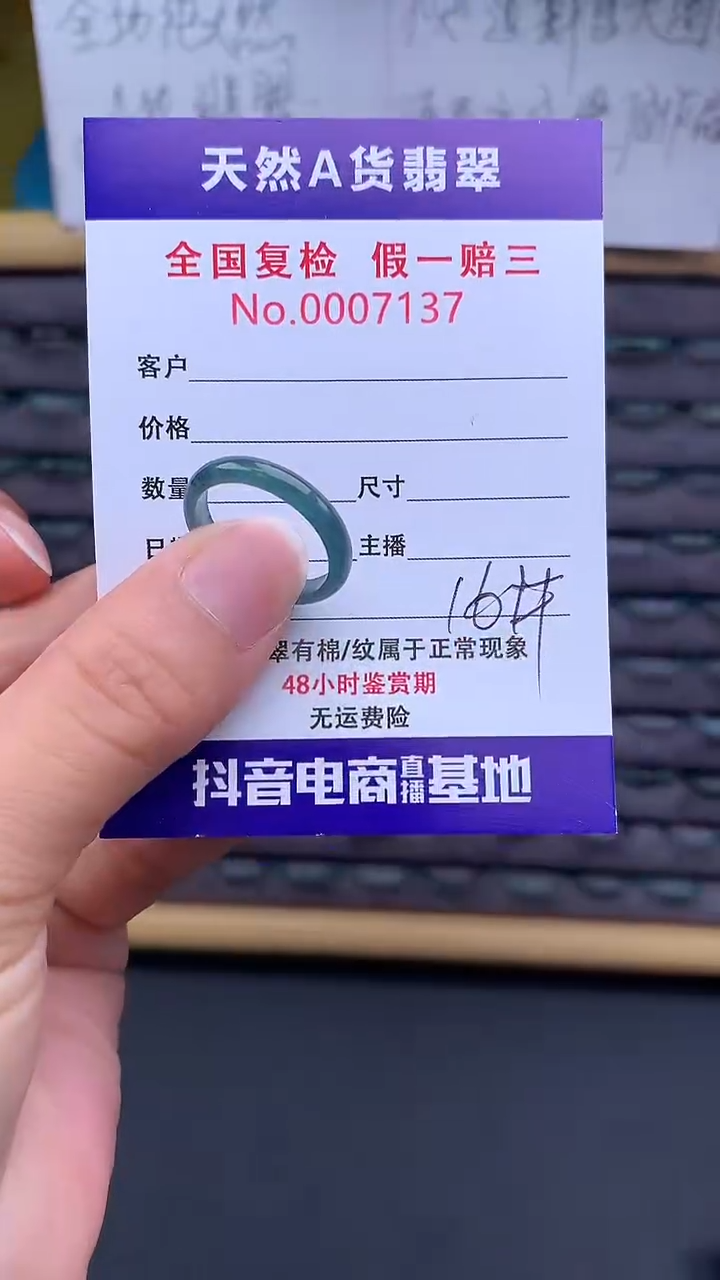 天然A货翡翠
全国复检 假一赔三
No.0007137
客户
价格
数量 尺寸
主播
16#
翠有棉/纹属于正常现象
48小时鉴赏期
无运费险
抖音电商直播基地